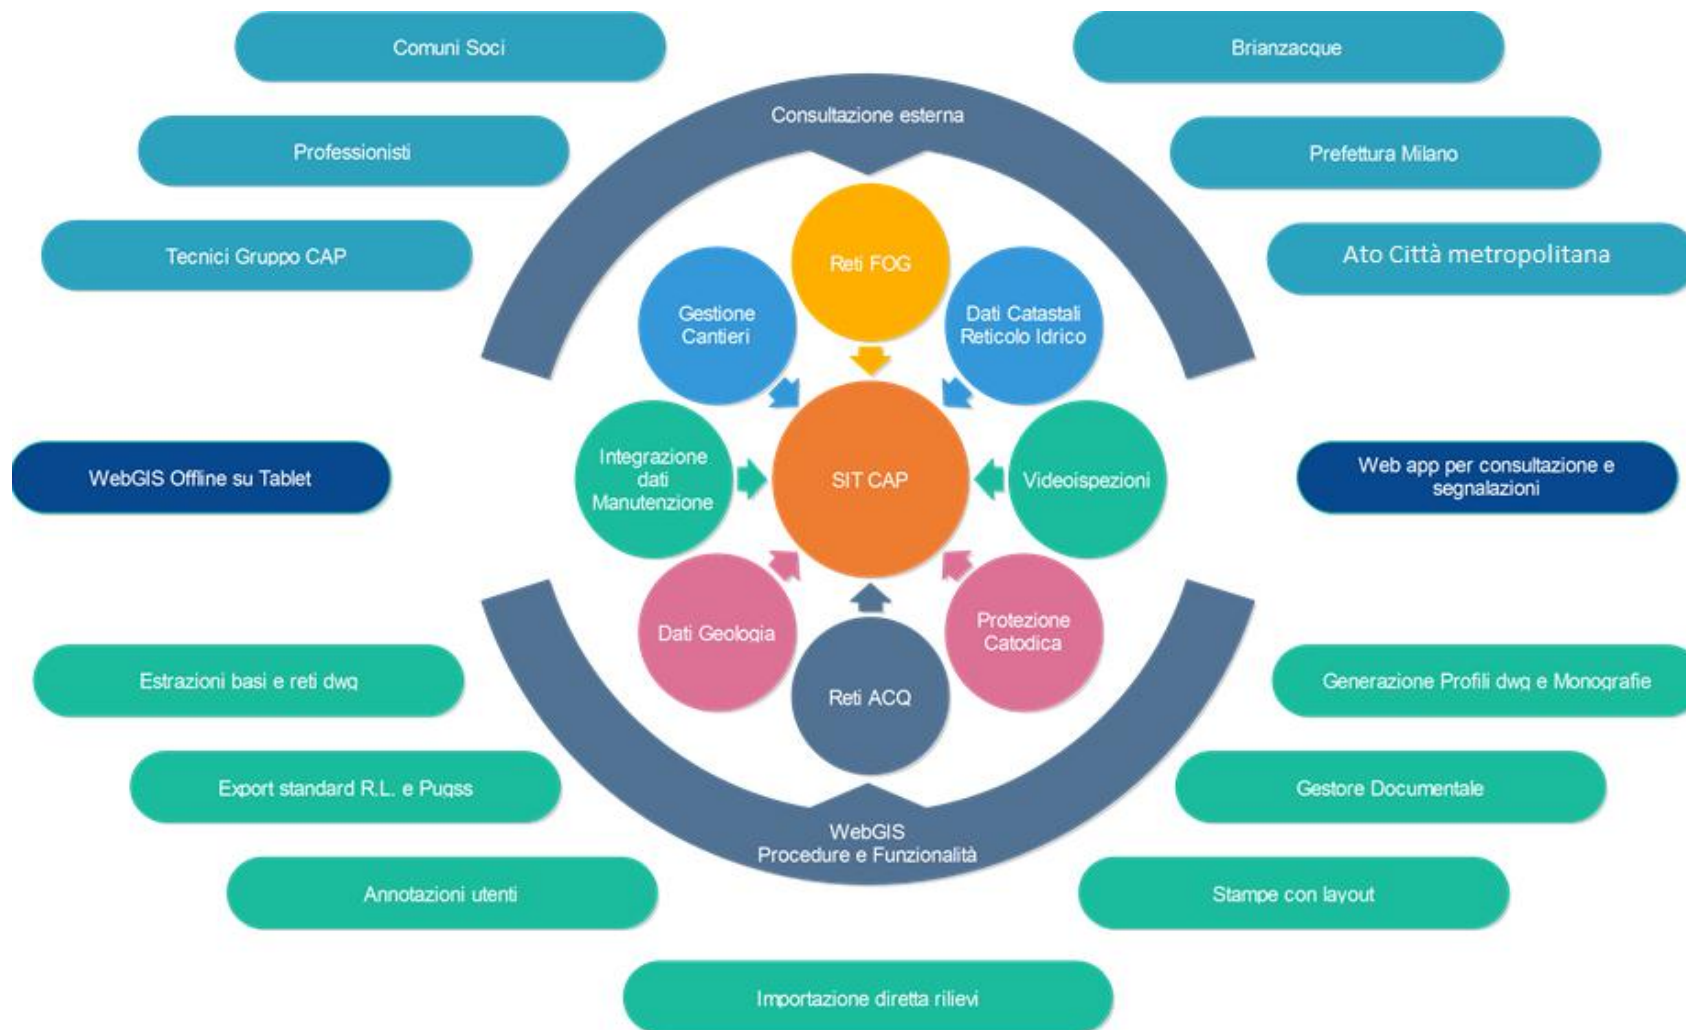 Comuni Soci
Brianzacque
Consultazione esterna
Professionisti
Prefettura Milano
Tecnici Gruppo CAP
Ato Città metropolitana
Reti FOG
Gestione
Cantieri
Dati Catastali
Reticolo Idrico
WebGIS Offline su Tablet
Integrazione
dati
Manutenzione
SIT CAP
Videoispezioni
Web app per consultazione e
segnalazioni
Dati Geologia
Protezione
Catodica
Reti ACQ
Estrazioni basi e reti dwg
Generazione Profili dwg e Monografie
Export standard R.L. e Pugss
Gestore Documentale
WebGIS
Procedure e Funzionalità
Annotazioni utenti
Stampe con layout
Importazione diretta rilievi